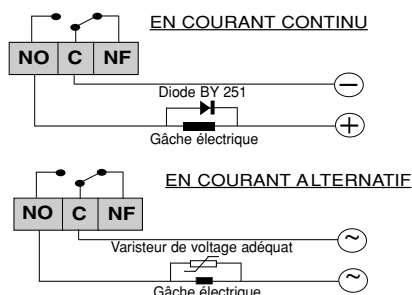 EN COURANT CONTINU
NO C NF
Diode BY 251
−
Gâche électrique
+
EN COURANT ALTERNATIF
NO C NF
Varisteur de voltage adéquat
~
Gâche électrique
~